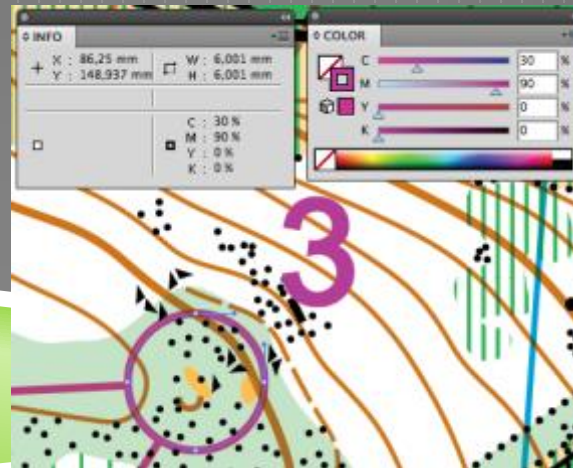 INFO
X : 86,25 mm
Y : 148,937 mm
W : 6,001 mm
H : 6,001 mm
C : 30 %
M : 90 %
Y : 0 %
K : 0 %
COLOR
C 30 %
M 90 %
Y 0 %
K 0 %
3